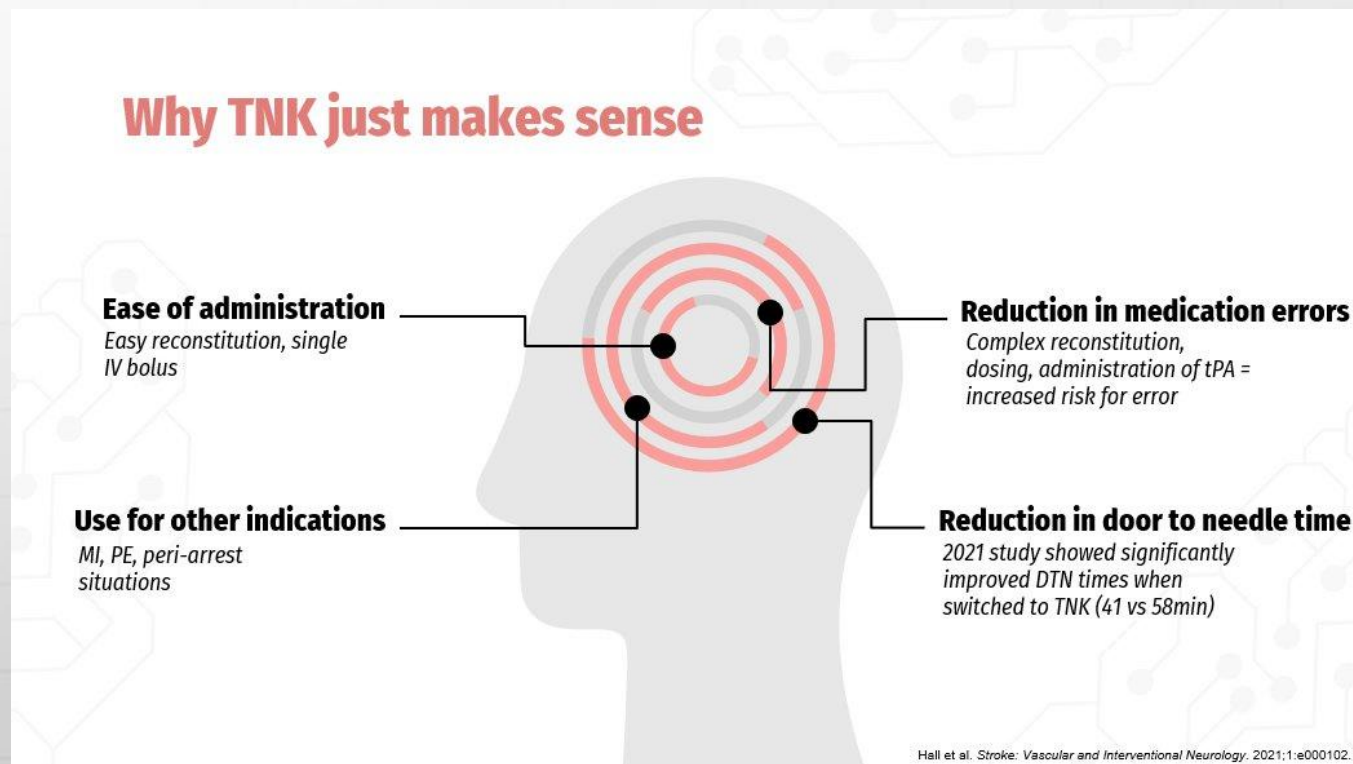 Why TNK just makes sense
Ease of administration
Easy reconstitution, single
IV bolus
Use for other indications
MI, PE, peri-arrest
situations
Reduction in medication errors
Complex reconstitution,
dosing, administration of tPA =
increased risk for error
Reduction in door to needle time
2021 study showed significantly
improved DTN times when
switched to TNK (41 vs 58min)
Hall et al. Stroke: Vascular and Interventional Neurology. 2021;1:e000102.